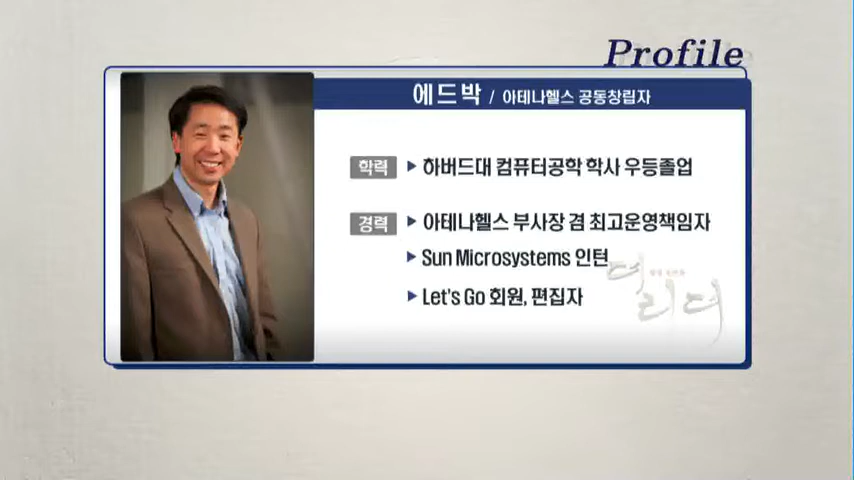 Profile
에드박 / 아테나헬스 공동창립자
학력 ▶ 하버드대 컴퓨터공학 학사 우등졸업
경력 ▶ 아테나헬스 부사장 겸 최고운영책임자
▶ Sun Microsystems 인턴
▶ Let's Go 회원, 편집자
더 리더